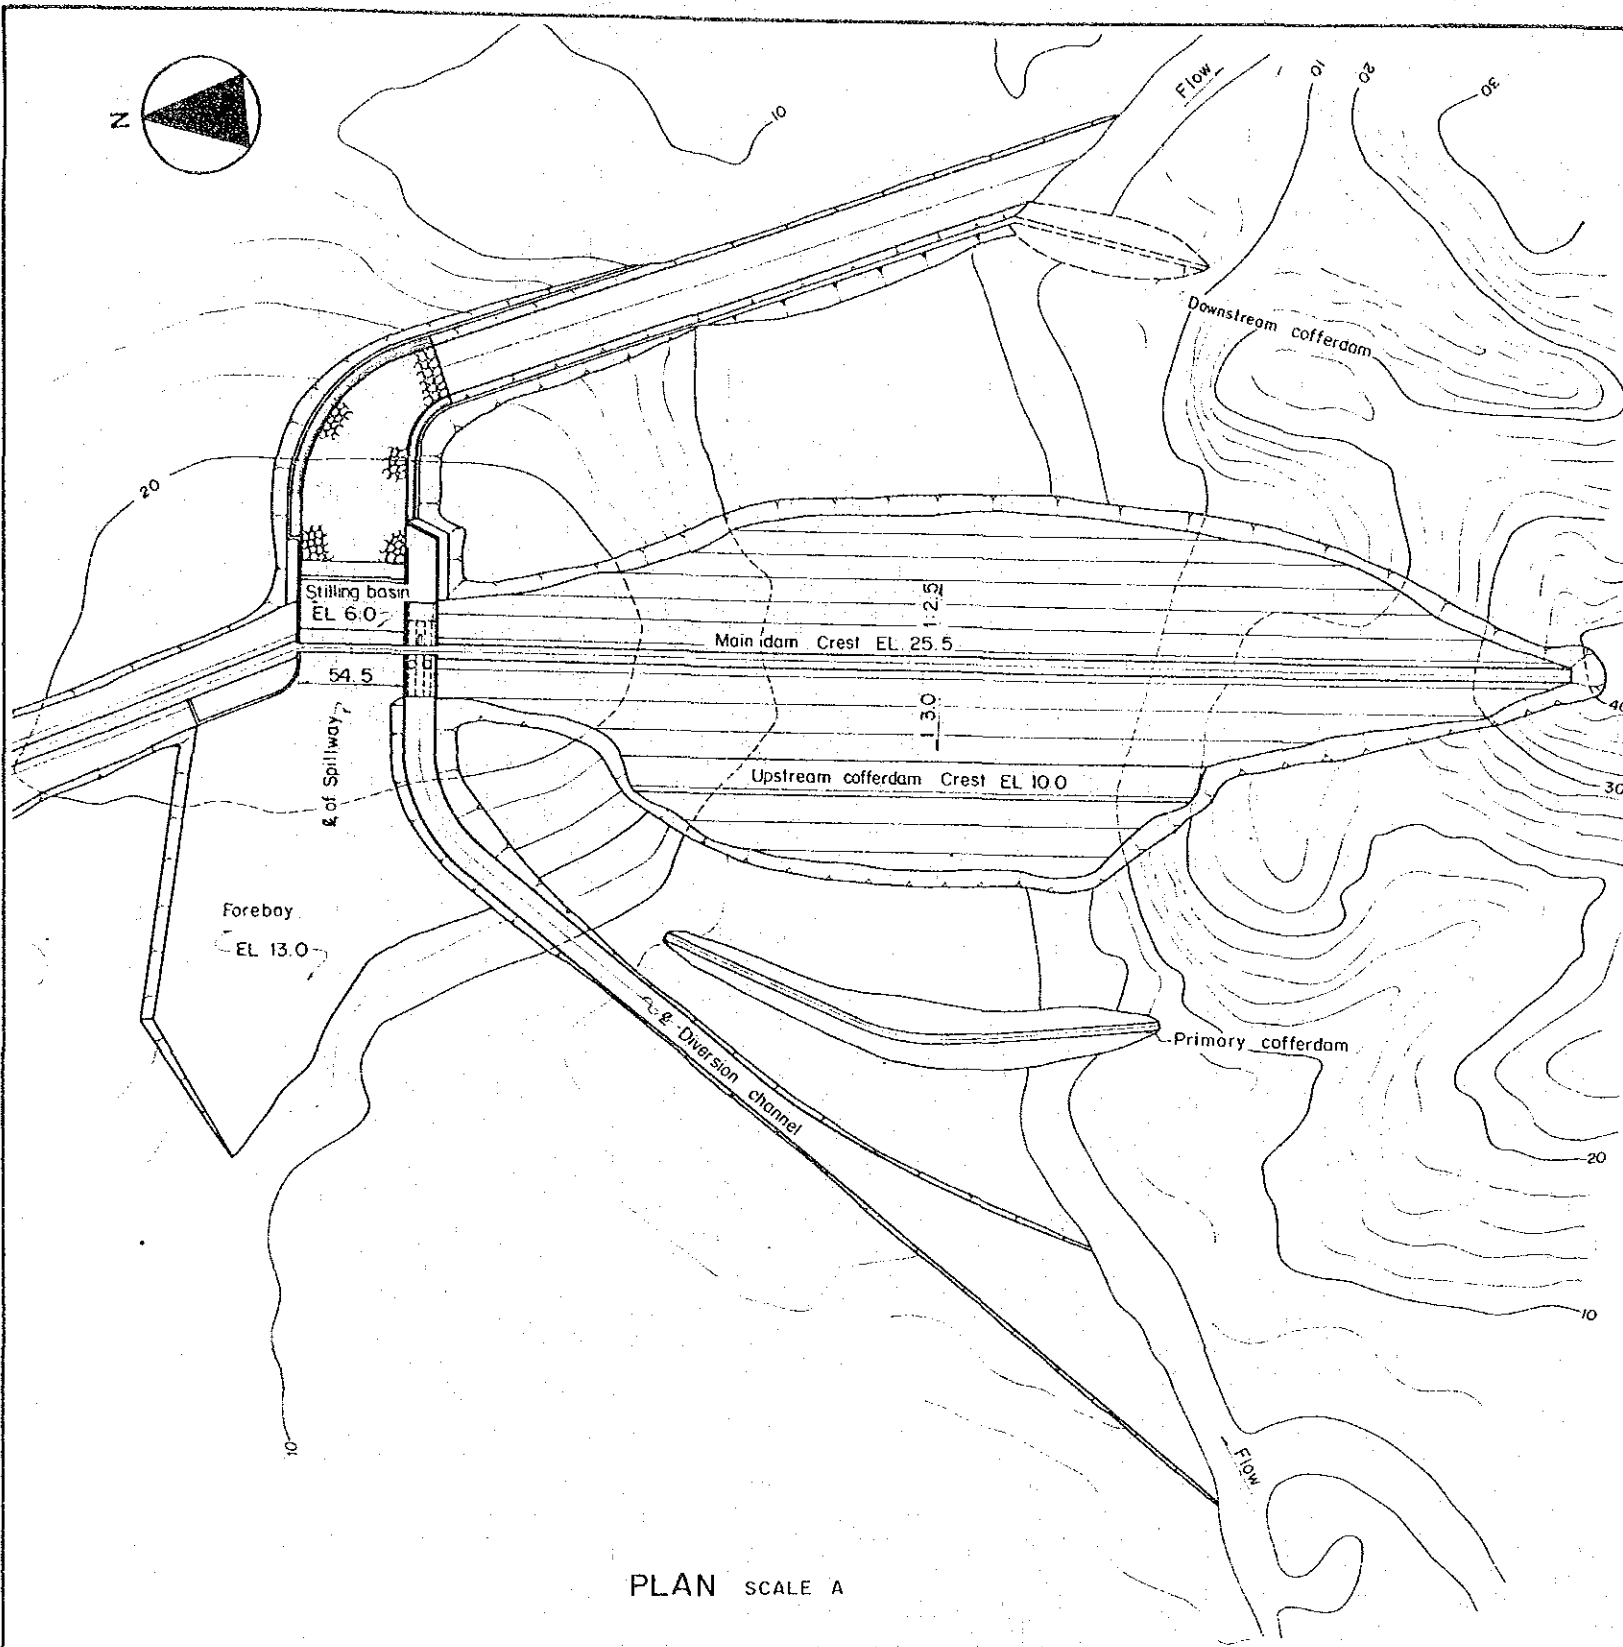 N
Flow
10
20
30
10
Downstream cofferdam
20
Stilling basin
EL 6.0
1:2.5
Main dam Crest EL. 25.5
54.5
1:3.0
℄ of Spillway
Upstream cofferdam Crest EL 10.0
40
30
Forebay
EL 13.0
℄ Diversion channel
Primary cofferdam
20
10
10
Flow
PLAN SCALE A